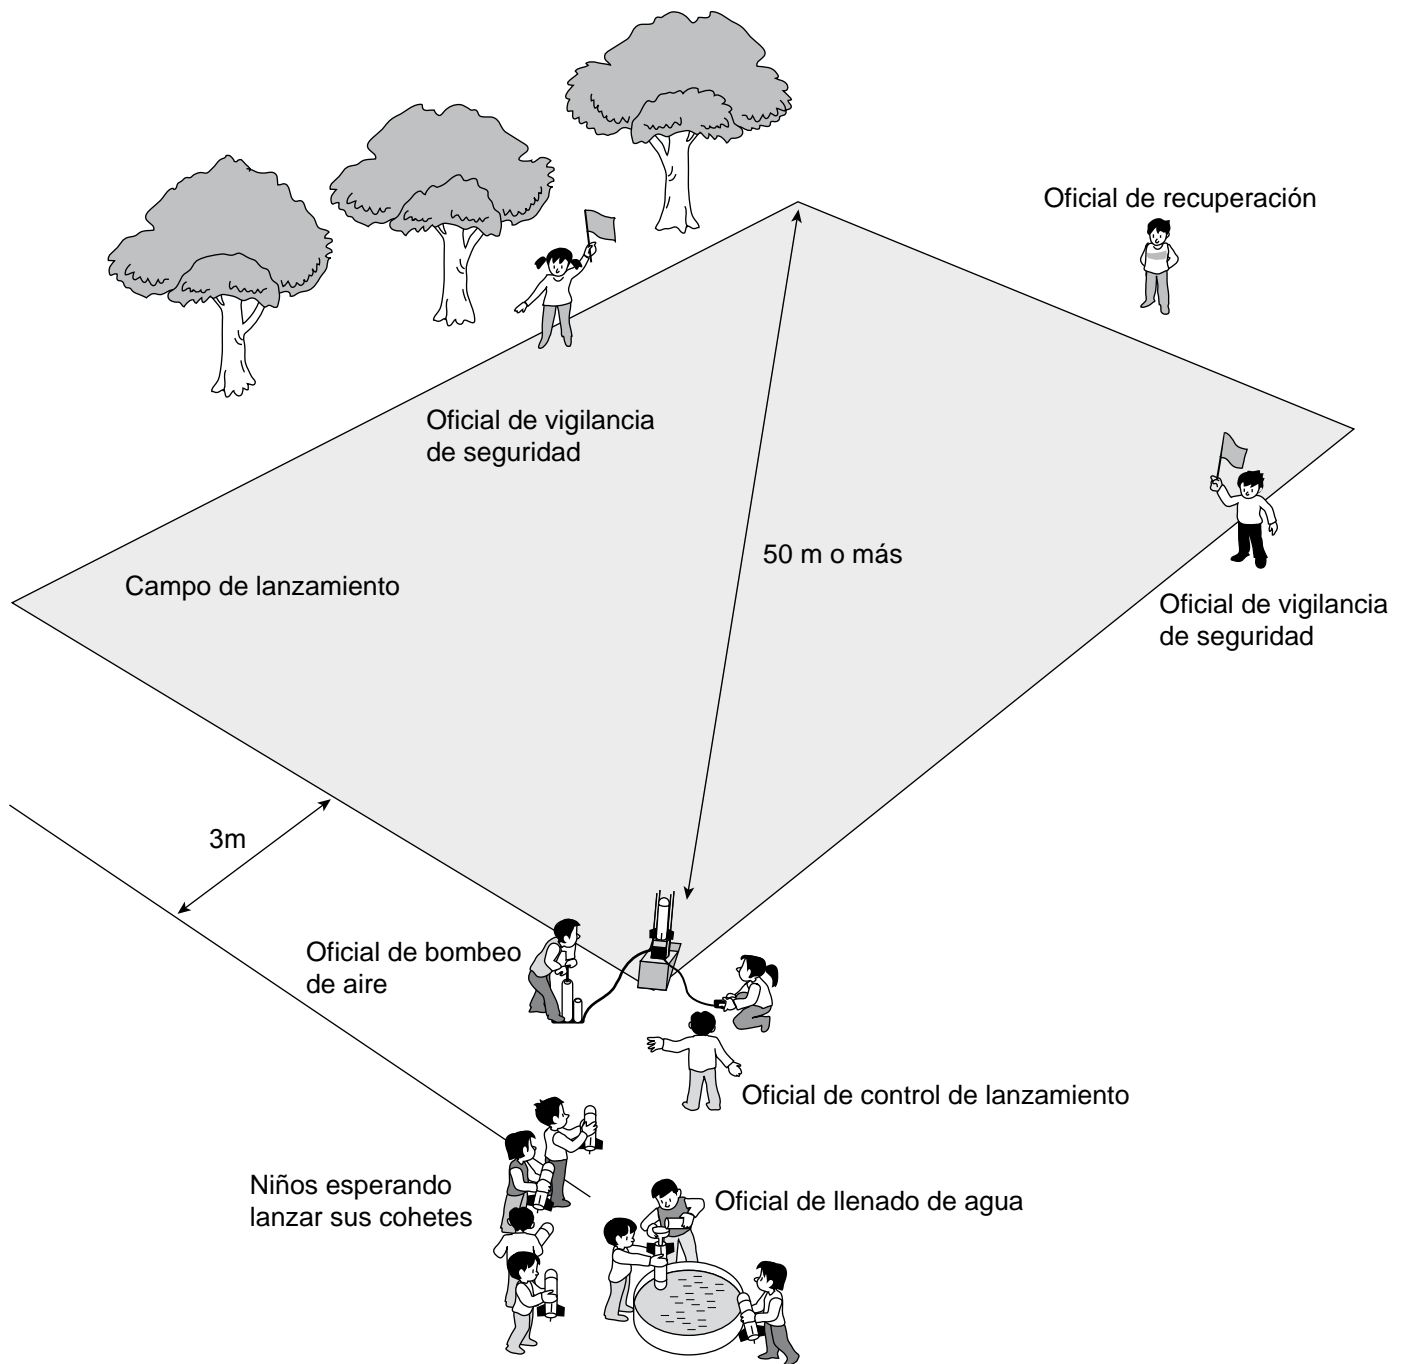 Oficial de recuperación
Oficial de vigilancia
de seguridad
50 m o más
Campo de lanzamiento
Oficial de vigilancia
de seguridad
3m
Oficial de bombeo
de aire
Oficial de control de lanzamiento
Niños esperando
lanzar sus cohetes
Oficial de llenado de agua